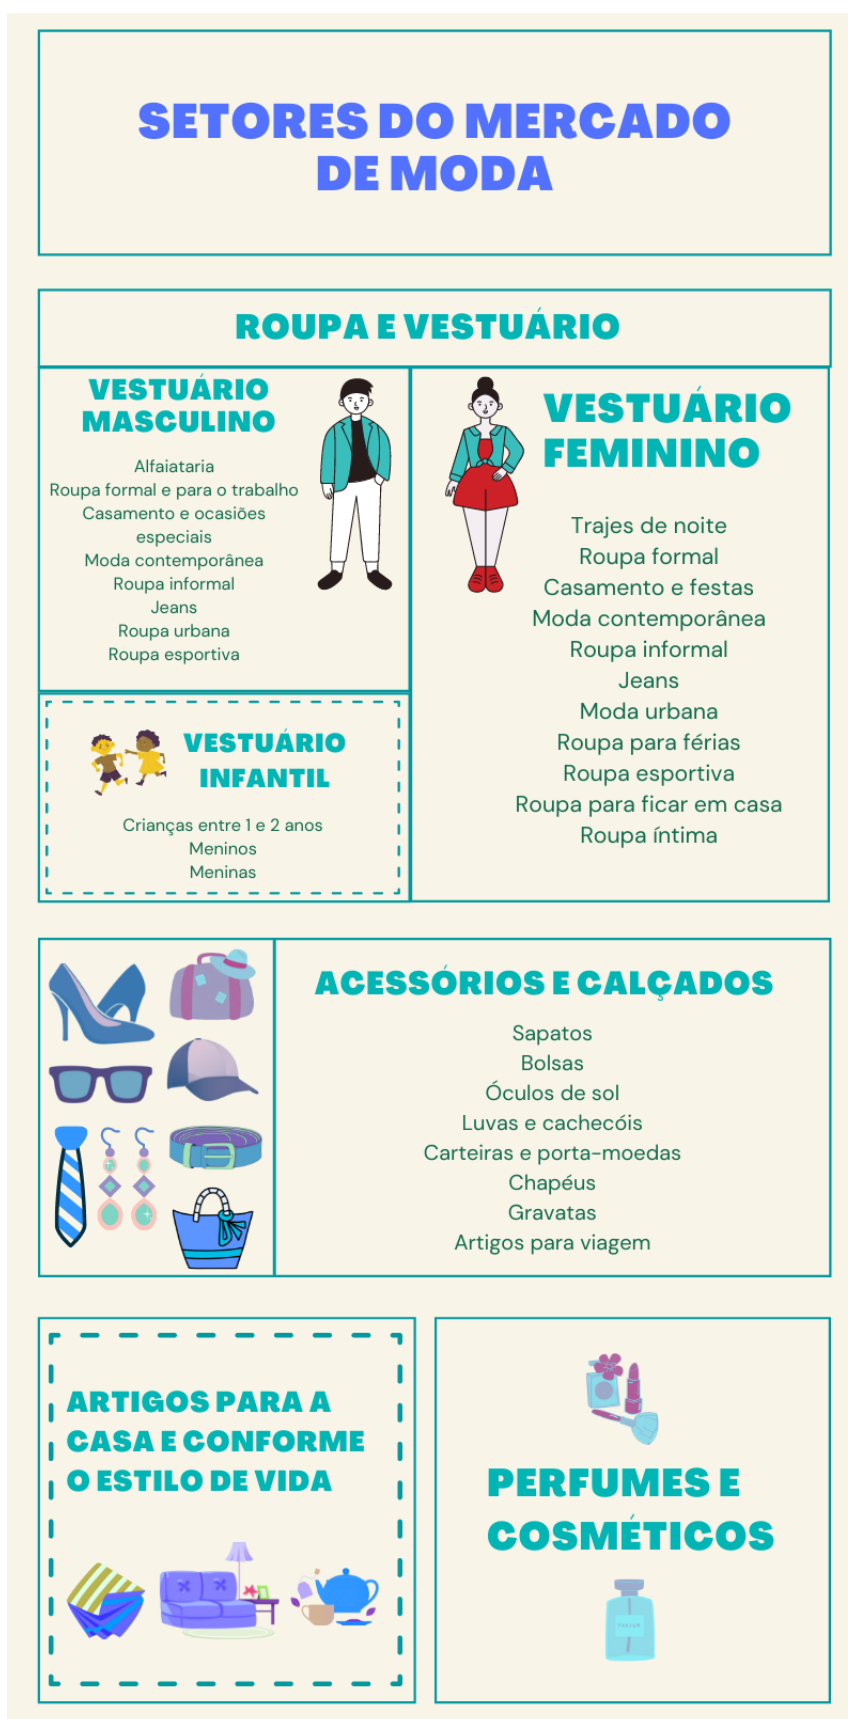 SETORES DO MERCADO
DE MODA
ROUPA E VESTUÁRIO
VESTUÁRIO
MASCULINO
Alfaiataria
Roupa formal e para o trabalho
Casamento e ocasiões
especiais
Moda contemporânea
Roupa informal
Jeans
Roupa urbana
Roupa esportiva
VESTUÁRIO
FEMININO
Trajes de noite
Roupa formal
Casamento e festas
Moda contemporânea
Roupa informal
Jeans
Moda urbana
Roupa para férias
Roupa esportiva
Roupa para ficar em casa
Roupa íntima
VESTUÁRIO
INFANTIL
Crianças entre 1 e 2 anos
Meninos
Meninas
ACESSÓRIOS E CALÇADOS
Sapatos
Bolsas
Óculos de sol
Luvas e cachecóis
Carteiras e porta-moedas
Chapéus
Gravatas
Artigos para viagem
ARTIGOS PARA A
CASA E CONFORME
O ESTILO DE VIDA
PERFUMES E
COSMÉTICOS